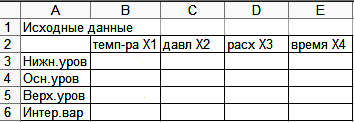 A B C D E
1 Исходные данные
2 темп-ра X1 давл X2 расх X3 время X4
3 Нижн.уров
4 Осн.уров
5 Верх.уров
6 Интер.вар